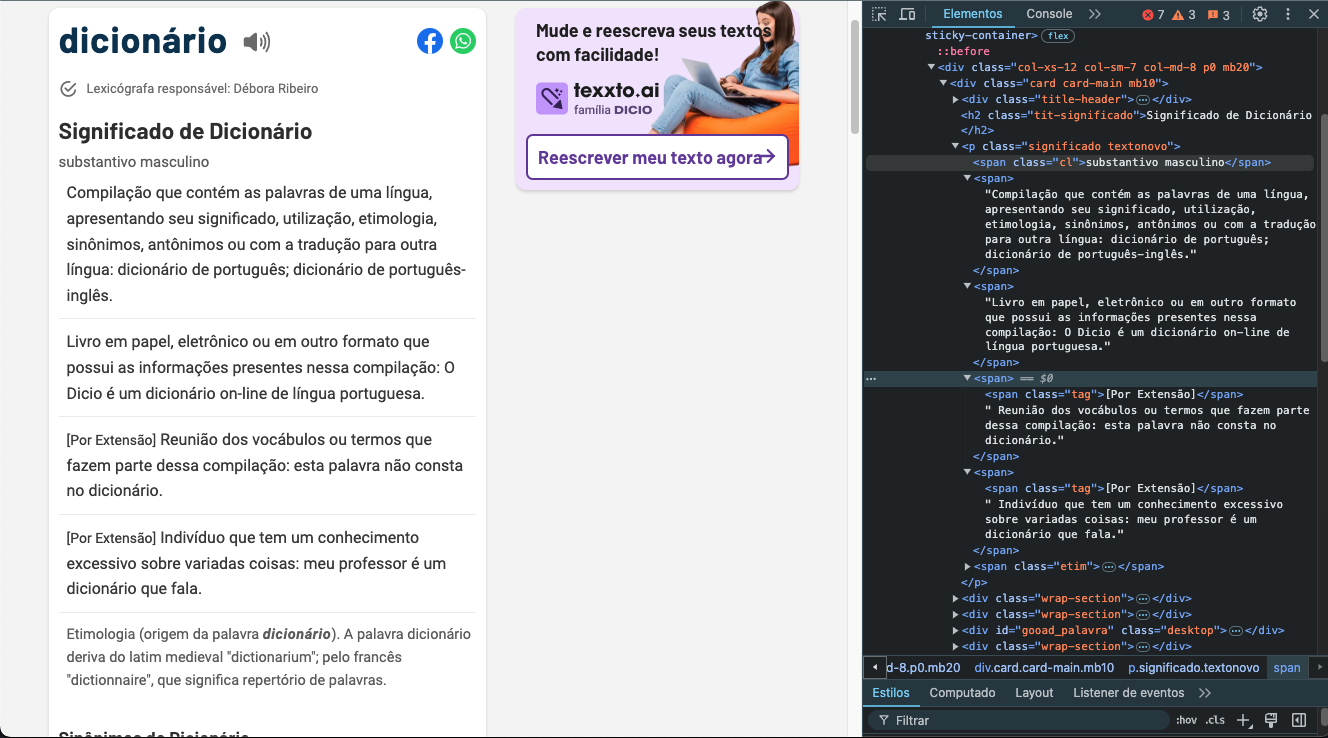 dicionário
Lexicógrafa responsável: Débora Ribeiro
Significado de Dicionário
substantivo masculino
Compilação que contém as palavras de uma língua,
apresentando seu significado, utilização, etimologia,
sinônimos, antônimos ou com a tradução para outra
língua: dicionário de português; dicionário de português-
inglês.
Livro em papel, eletrônico ou em outro formato que
possui as informações presentes nessa compilação: O
Dicio é um dicionário on-line de língua portuguesa.
[Por Extensão] Reunião dos vocábulos ou termos que
fazem parte dessa compilação: esta palavra não consta
no dicionário.
[Por Extensão] Indivíduo que tem um conhecimento
excessivo sobre variadas coisas: meu professor é um
dicionário que fala.
Etimologia (origem da palavra dicionário). A palavra dicionário
deriva do latim medieval "dictionarium"; pelo francês
"dictionnaire", que significa repertório de palavras.
Sinônimos de Dicionário
Mude e reescreva seus textos
com facilidade!
texxto.ai
família DICIO
Reescrever meu texto agora
Elementos Console 7 3 3
sticky-container> flex
::before
<div class="col-xs-12 col-sm-7 col-md-8 p0 mb20">
<div class="card card-main mb10">
<div class="title-header"> </div>
<h2 class="tit-significado">Significado de Dicionário
</h2>
<p class="significado textonovo">
<span class="cl">substantivo masculino</span>
<span>
"Compilação que contém as palavras de uma língua,
apresentando seu significado, utilização,
etimologia, sinônimos, antônimos ou com a tradução
para outra língua: dicionário de português;
dicionário de português-inglês."
</span>
<span>
"Livro em papel, eletrônico ou em outro formato
que possui as informações presentes nessa
compilação: O Dicio é um dicionário on-line de
língua portuguesa."
</span>
<span> == $0
<span class="tag">[Por Extensão]</span>
" Reunião dos vocábulos ou termos que fazem parte
dessa compilação: esta palavra não consta no
dicionário."
</span>
<span>
<span class="tag">[Por Extensão]</span>
" Indivíduo que tem um conhecimento excessivo
sobre variadas coisas: meu professor é um
dicionário que fala."
</span>
<span class="etim"> </span>
</p>
<div class="wrap-section"> </div>
<div class="wrap-section"> </div>
<div id="gooad_palavra" class="desktop"> </div>
<div class="wrap-section"> </div>
d-8.p0.mb20 div.card.card-main.mb10 p.significado.textonovo span
Estilos Computado Layout Listener de eventos
Filtrar :hov .cls